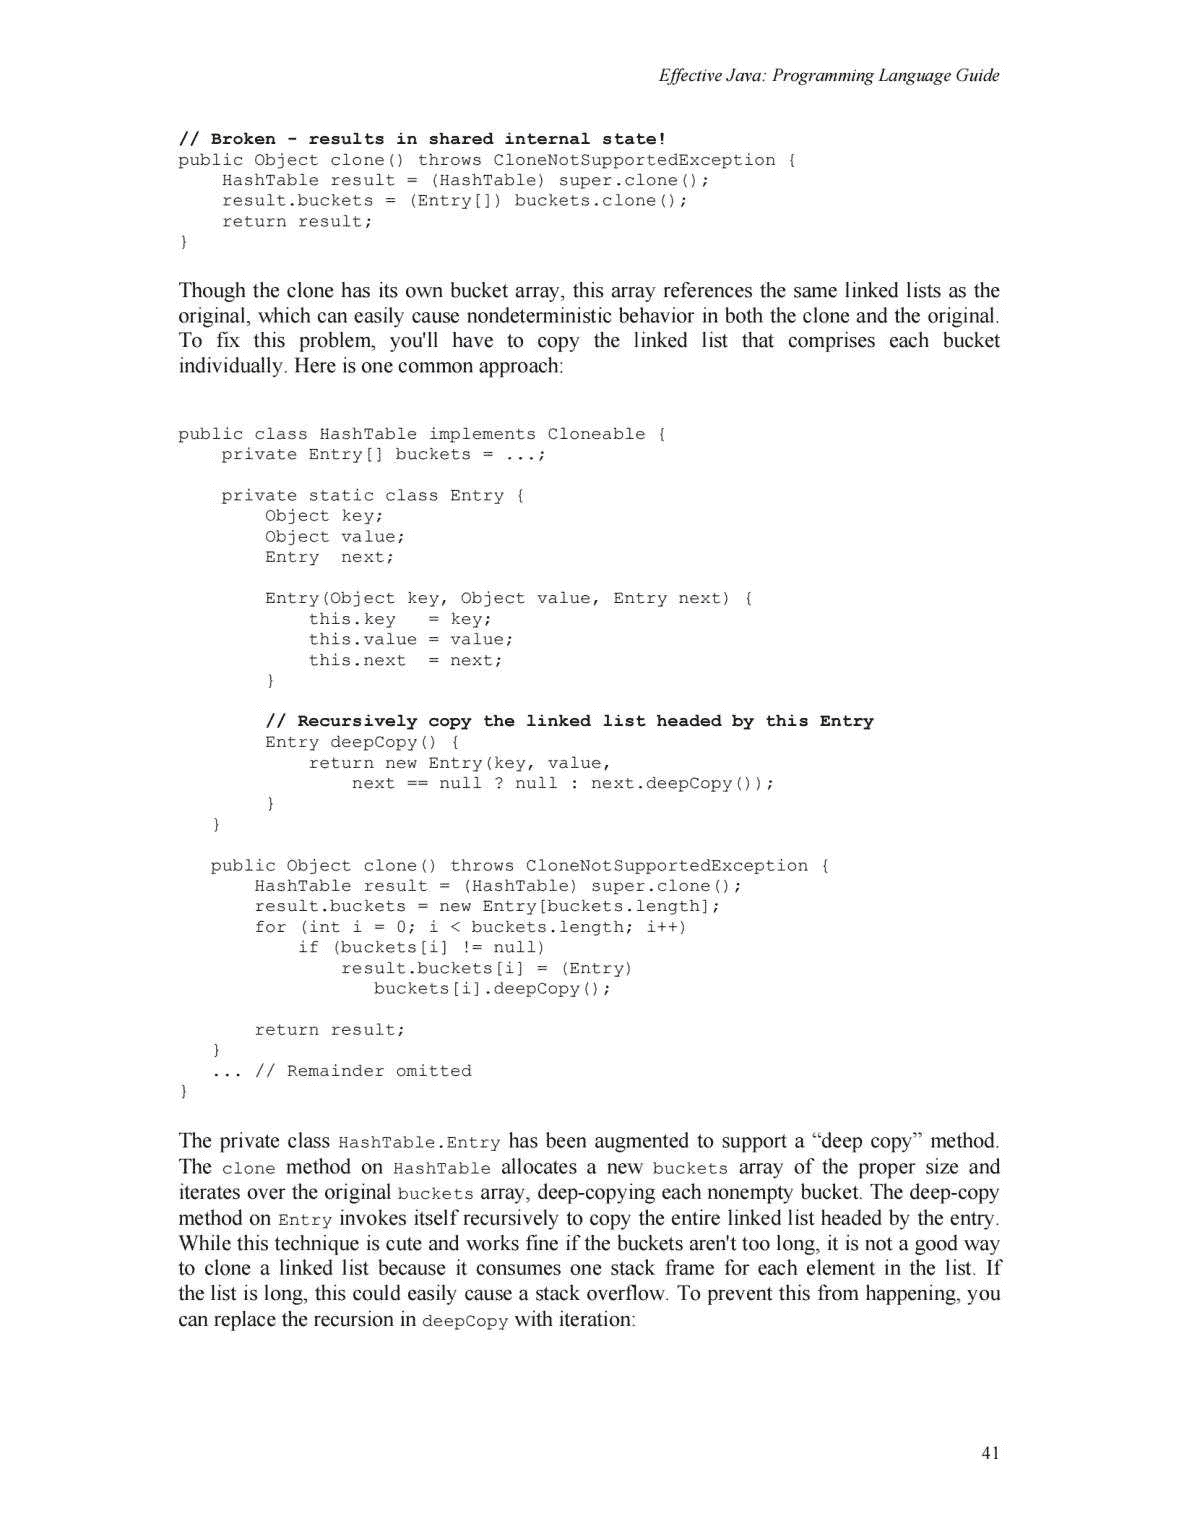 Effective Java: Programming Language Guide
// Broken - results in shared internal state!
public Object clone() throws CloneNotSupportedException {
    HashTable result = (HashTable) super.clone();
    result.buckets = (Entry[]) buckets.clone();
    return result;
}
Though the clone has its own bucket array, this array references the same linked lists as the
original, which can easily cause nondeterministic behavior in both the clone and the original.
To fix this problem, you'll have to copy the linked list that comprises each bucket
individually. Here is one common approach:
public class HashTable implements Cloneable {
    private Entry[] buckets = ...;
    private static class Entry {
        Object key;
        Object value;
        Entry  next;
        Entry(Object key, Object value, Entry next) {
            this.key   = key;
            this.value = value;
            this.next  = next;
        }
        // Recursively copy the linked list headed by this Entry
        Entry deepCopy() {
            return new Entry(key, value,
                next == null ? null : next.deepCopy());
        }
   }
   public Object clone() throws CloneNotSupportedException {
       HashTable result = (HashTable) super.clone();
       result.buckets = new Entry[buckets.length];
       for (int i = 0; i < buckets.length; i++)
           if (buckets[i] != null)
               result.buckets[i] = (Entry)
                  buckets[i].deepCopy();
       return result;
   }
   ... // Remainder omitted
}
The private class HashTable.Entry has been augmented to support a “deep copy” method.
The clone method on HashTable allocates a new buckets array of the proper size and
iterates over the original buckets array, deep-copying each nonempty bucket. The deep-copy
method on Entry invokes itself recursively to copy the entire linked list headed by the entry.
While this technique is cute and works fine if the buckets aren't too long, it is not a good way
to clone a linked list because it consumes one stack frame for each element in the list. If
the list is long, this could easily cause a stack overflow. To prevent this from happening, you
can replace the recursion in deepCopy with iteration:
41